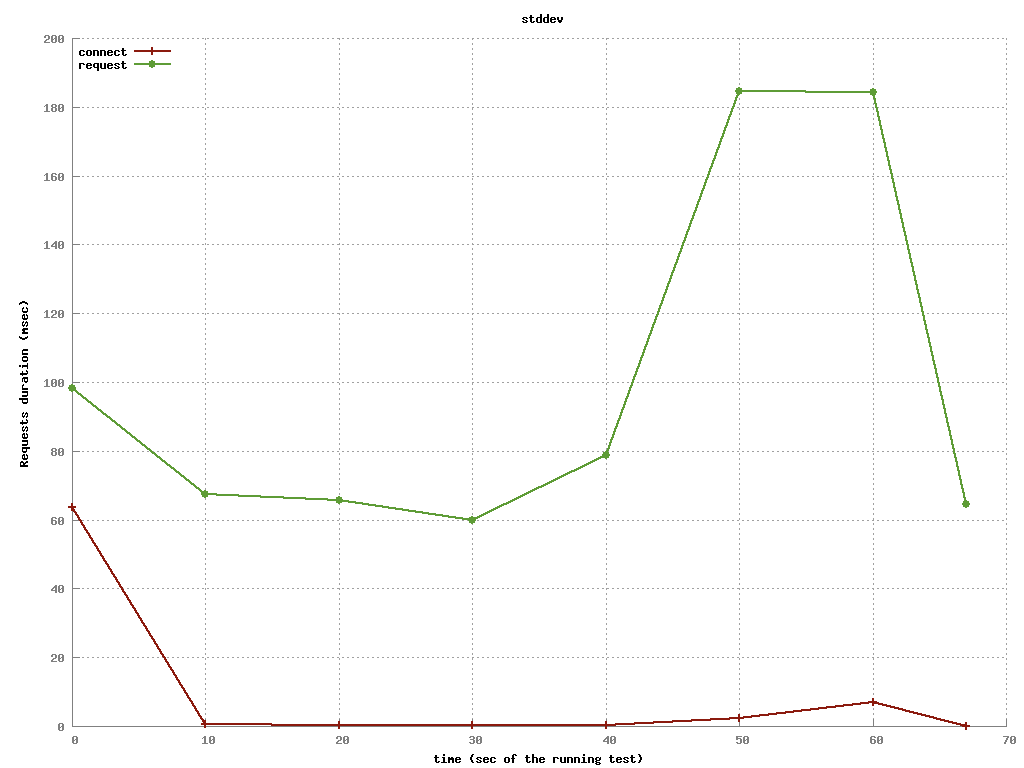 stddev
connect
request
200
180
160
140
120
100
80
60
40
20
0
Requests duration (msec)
0 10 20 30 40 50 60 70
time (sec of the running test)